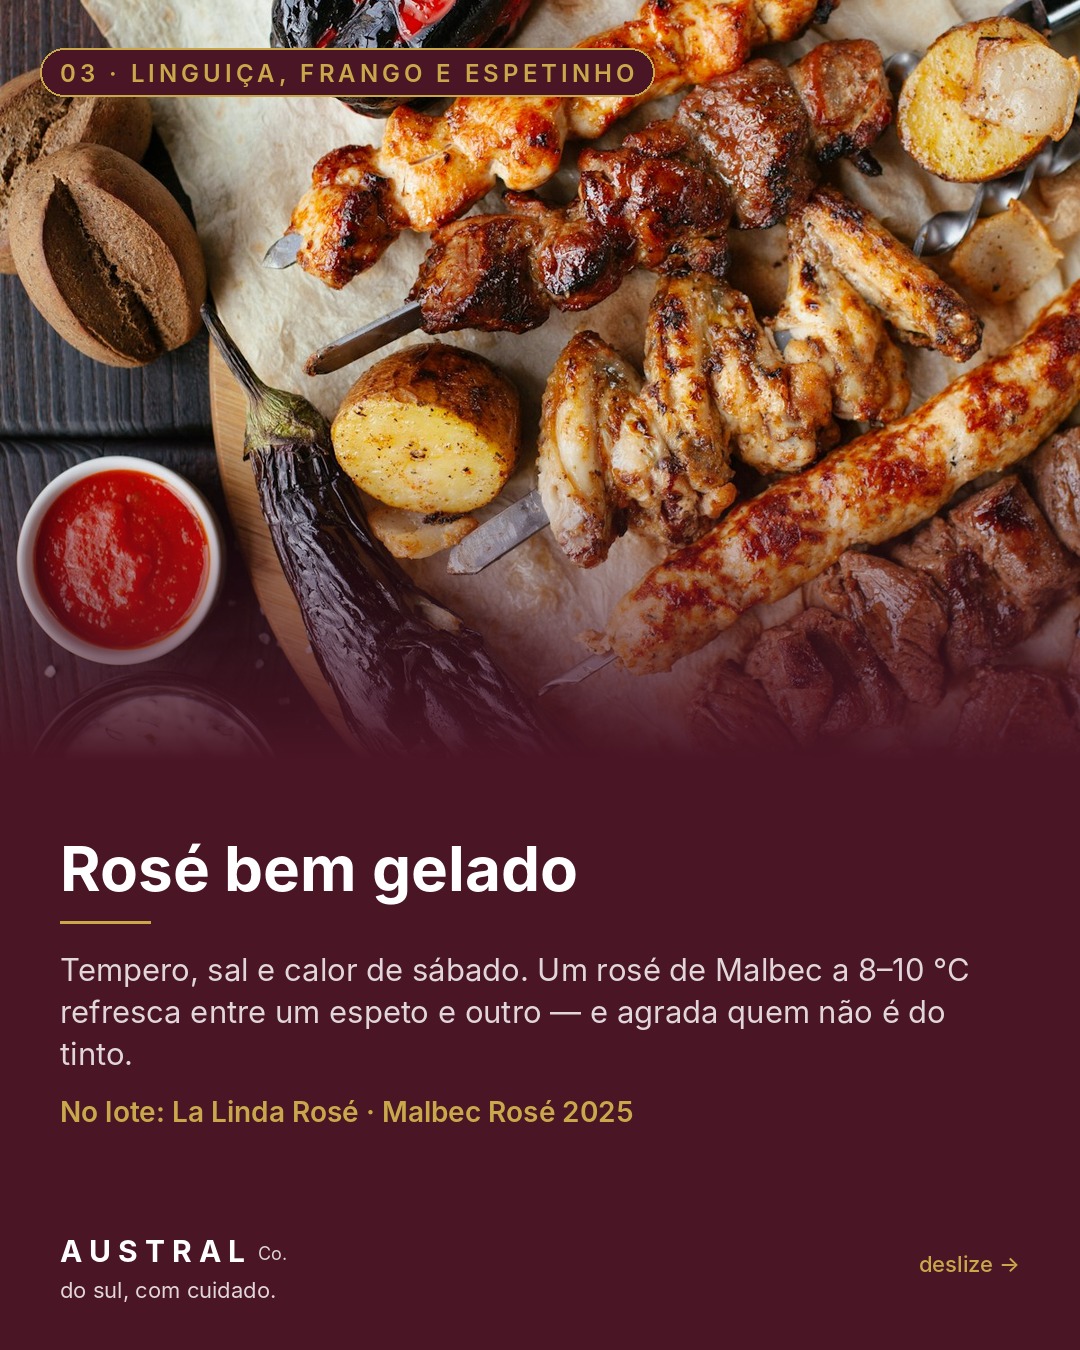 03 · LINGUIÇA, FRANGO E ESPETINHO
Rosé bem gelado
Tempero, sal e calor de sábado. Um rosé de Malbec a 8–10 °C
refresca entre um espeto e outro — e agrada quem não é do
tinto.
No lote: La Linda Rosé · Malbec Rosé 2025
AUSTRAL Co.
do sul, com cuidado.
deslize →